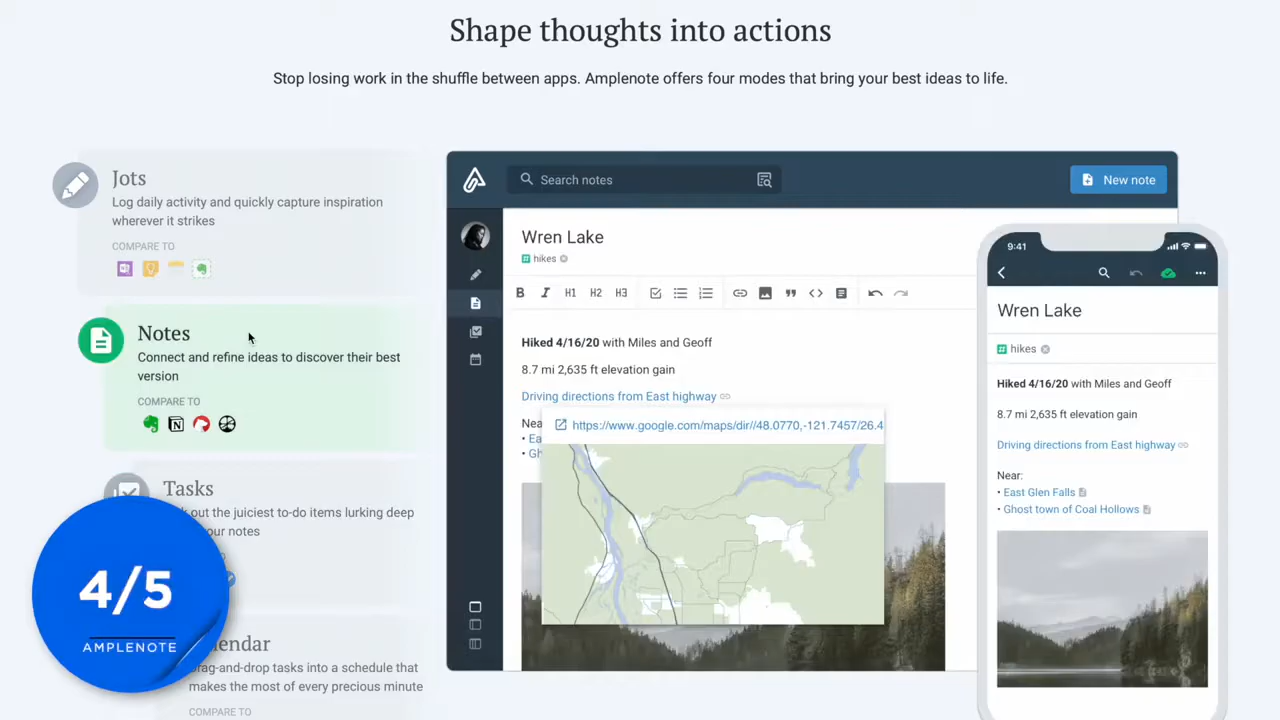 Shape thoughts into actions
Stop losing work in the shuffle between apps. Amplenote offers four modes that bring your best ideas to life.
Jots
Log daily activity and quickly capture inspiration
wherever it strikes
COMPARE TO
Notes
Connect and refine ideas to discover their best
version
COMPARE TO
Tasks
out the juiciest to-do items lurking deep
your notes
4/5
AMPLENOTE
endar
Drag-and-drop tasks into a schedule that
makes the most of every precious minute
COMPARE TO
Search notes
New note
Wren Lake
hikes
B I H1 H2 H3
Hiked 4/16/20 with Miles and Geoff
8.7 mi 2,635 ft elevation gain
Driving directions from East highway
Nea
• Ea
• Gh
https://www.google.com/maps/dir//48.0770,-121.7457/26.4
9:41
Wren Lake
hikes
Hiked 4/16/20 with Miles and Geoff
8.7 mi 2,635 ft elevation gain
Driving directions from East highway
Near:
• East Glen Falls
• Ghost town of Coal Hollows